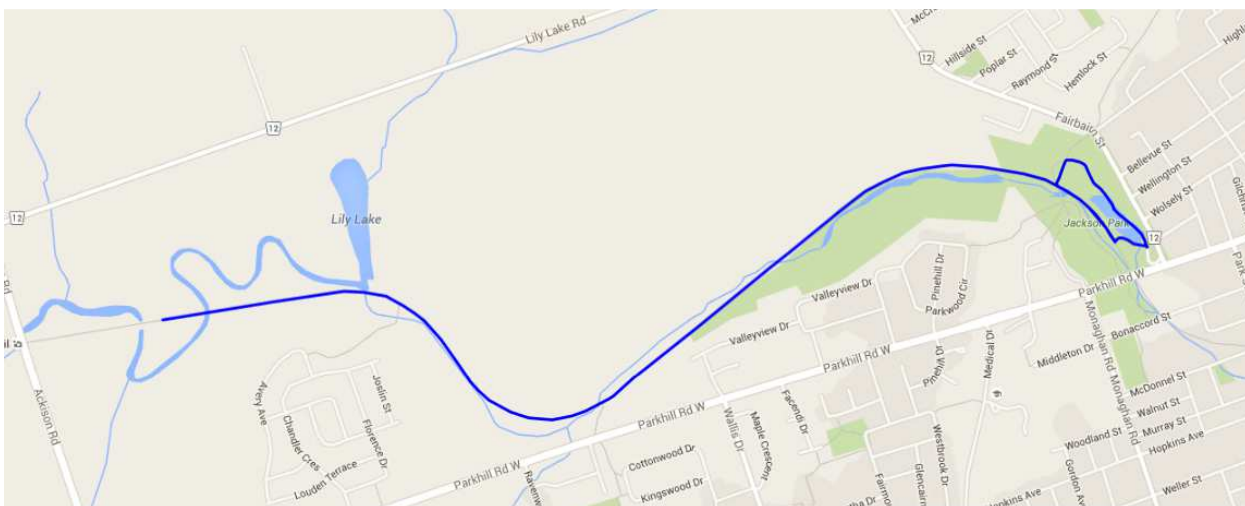 Lily Lake Rd
12
12
12
Hillside St
Poplar St
Raymond St
Hemlock St
Fairbairn St
Bellevue St
Wellington St
Wolsely St
12
Lily Lake
Jackson Park
Parkhill Rd W
Ackison Rd
Avery Ave
Chandler Cres
Joslin St
Florence Dr
Louden Terrace
Parkhill Rd W
Parkhill Rd W
Valleyview Dr
Valleyview Dr
Pinehill Dr
Parkwood Cir
Pinehill Dr
Medical Dr
Middleton Dr
Monaghan Rd
Monaghan Rd
Bonaccord St
McDonnel St
Walnut St
Murray St
Hopkins Ave
Woodland St
Gordon Ave
Weller St
Hopkins Ave
Wallis Dr
Maple Crescent
Facendi Dr
Cottonwood Dr
Kingswood Dr
Westbrook Dr